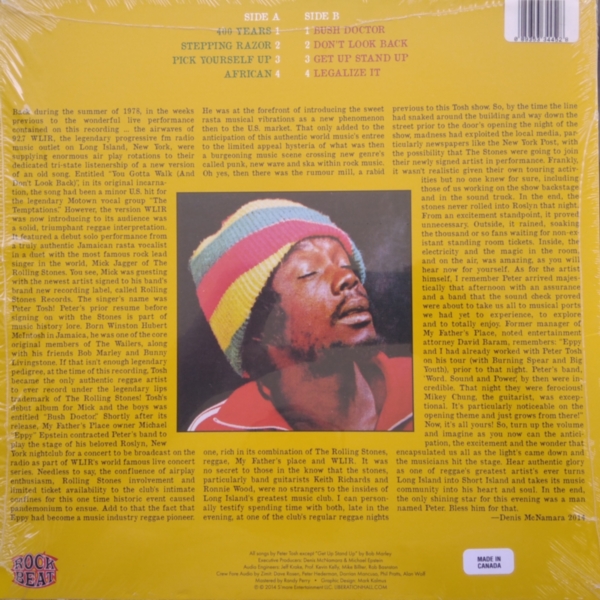 SIDE A
400 YEARS 1
STEPPING RAZOR 2
PICK YOURSELF UP 3
AFRICAN 4
SIDE B
1 BUSH DOCTOR
2 DON'T LOOK BACK
3 GET UP STAND UP
4 LEGALIZE IT
Back during the summer of 1978, in the weeks
previous to the wonderful live performance
contained on this recording ... the airwaves of
92.7 WLIR, the legendary progressive fm radio
music outlet on Long Island, New York, were
supplying enormous air play rotations to their
dedicated tri-state listenership of a new version
of an old song. Entitled "You Gotta Walk (And
Don't Look Back)", in its original incarna-
tion, the song had been a minor U.S. hit for
the legendary Motown vocal group "The
Temptations." However, the version WLIR
was now introducing to its audience was
a solid, triumphant reggae interpretation.
It featured a debut solo performance from
a truly authentic Jamaican rasta vocalist
in a duet with the most famous rock lead
singer in the world, Mick Jagger of The
Rolling Stones. You see, Mick was guesting
with the newest artist signed to his band's
brand new recording label, called Rolling
Stones Records. The singer's name was
Peter Tosh! Peter's prior resume before
signing on with the Stones is part of
music history lore. Born Winston Hubert
McIntosh in Jamaica, he was one of the core
original members of The Wailers, along
with his friends Bob Marley and Bunny
Livingstone. If that isn't enough legendary
pedigree, at the time of this recording, Tosh
became the only authentic reggae artist
to ever record under the legendary lips
trademark of The Rolling Stones! Tosh's
debut album for Mick and the boys was
entitled "Bush Doctor." Shortly after its
release, My Father's Place owner Michael
"Eppy" Epstein contracted Peter's band to
play the stage of his beloved Roslyn, New
York nightclub for a concert to be broadcast on the
radio as part of WLIR's world famous live concert
series. Needless to say, the confluence of airplay
enthusiasm, Rolling Stones involvement and
limited ticket availability to the club's intimate
confines for this one time historic event caused
pandemonium to ensue. Add to that the fact that
Eppy had become a music industry reggae pioneer.
He was at the forefront of introducing the sweet
rasta musical vibrations as a new phenomenon
then to the U.S. market. That only added to the
anticipation of this authentic world music's entree
to the limited appeal hysteria of what was then
a burgeoning music scene crossing new genre's
called punk, new wave and ska within rock music.
Oh yes, then there was the rumour mill, a rabid
one, rich in its combination of The Rolling Stones,
reggae, My Father's place and WLIR. It was
no secret to those in the know that the stones,
particularly band guitarists Keith Richards and
Ronnie Wood, were no strangers to the insides of
Long Island's greatest music club. I can person-
ally testify spending time with both, late in the
evening, at one of the club's regular reggae nights
previous to this Tosh show. So, by the time the line
had snaked around the building and way down the
street prior to the door's opening the night of the
show, madness had exploited the local media, par-
ticularly newspapers like the New York Post, with
the possibility that The Stones were going to join
their newly signed artist in performance. Frankly,
it wasn't realistic given their own touring activ-
ities but no one knew for sure, including
those of us working on the show backstage
and in the sound truck. In the end, the
stones never rolled into Roslyn that night.
From an excitement standpoint, it proved
unnecessary. Outside, it rained, soaking
the thousand or so fans waiting for non-ex-
istant standing room tickets. Inside, the
electricity and the magic in the room,
and on the air, was amazing, as you will
hear now for yourself. As for the artist
himself, I remember Peter arrived majes-
tically that afternoon with an assurance
and a band that the sound check proved
were about to take us all to musical ports
we had yet to experience, to explore
and to totally enjoy. Former manager of
My Father's Place, noted entertainment
attorney David Baram, remembers: "Eppy
and I had already worked with Peter Tosh
on his tour (with Burning Spear and Big
Youth), prior to that night. Peter's band,
'Word, Sound and Power,' by then were in-
credible. That night they were ferocious!
Mikey Chung, the guitarist, was excep-
tional. It's particularly noticeable on the
opening theme and just grows from there!"
Now, it's all yours! So, turn up the volume
and imagine as you now can the antici-
pation, the excitement and the wonder that
encapsulated us all as the light's came down and
the musicians hit the stage. Hear authentic glory
as one of reggae's greatest artist's ever turns
Long Island into Short Island and takes its music
community into his heart and soul. In the end,
the only shining star for this evening was a man
named Peter. Bless him for that.
—Denis McNamara 2014
ROCK
BEAT
All songs by Peter Tosh except "Get Up Stand Up" by Bob Marley
Executive Producers: Denis McNamara & Michael Epstein
MADE IN
CANADA